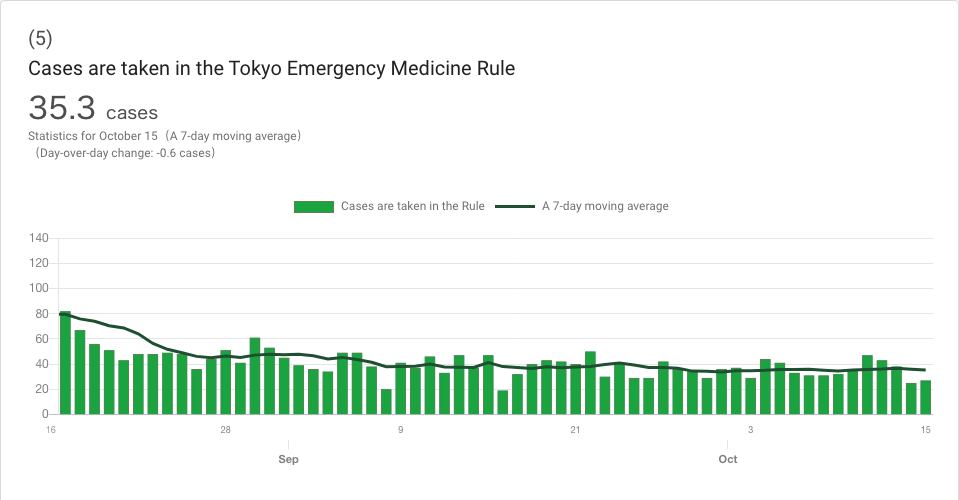 (5)
Cases are taken in the Tokyo Emergency Medicine Rule
35.3 cases
Statistics for October 15（A 7-day moving average）
（Day-over-day change: -0.6 cases）
Cases are taken in the Rule A 7-day moving average
140
120
100
80
60
40
20
0
16 28 9 21 3 15
Sep Oct